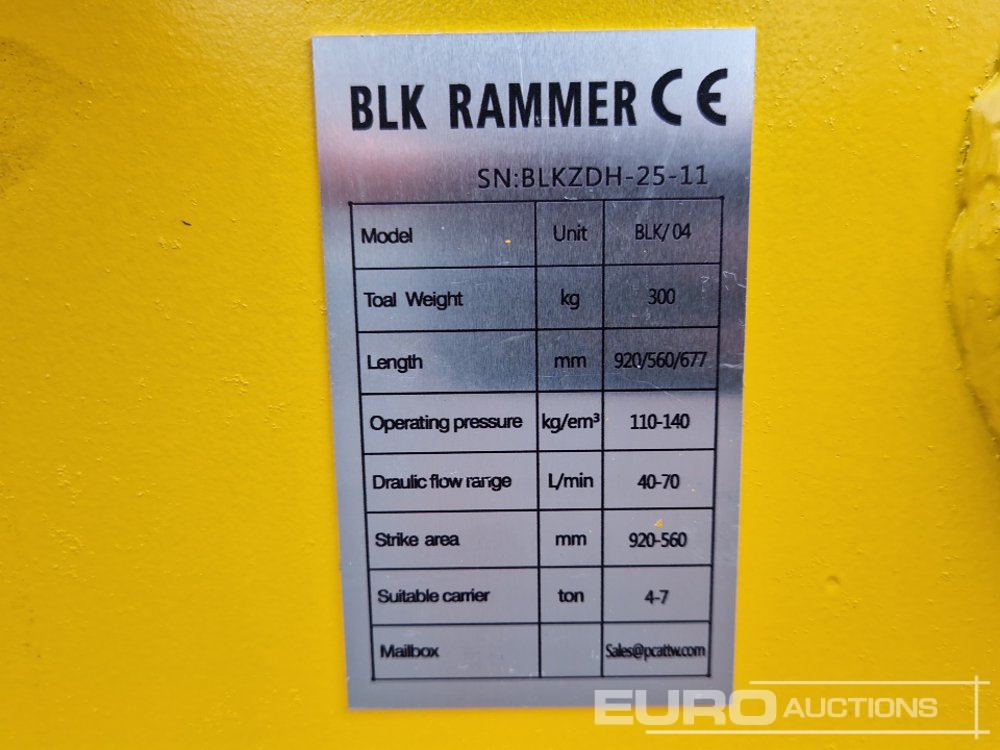 BLK RAMMER CE
SN:BLKZDH-25-11
Model Unit BLK/04
Toal Weight kg 300
Length mm 920/560/677
Operating pressure kg/em³ 110-140
Draulic flow range L/min 40-70
Strike area mm 920-560
Suitable carrier ton 4-7
Mailbox Sales@pcattw.com
EURO AUCTIONS